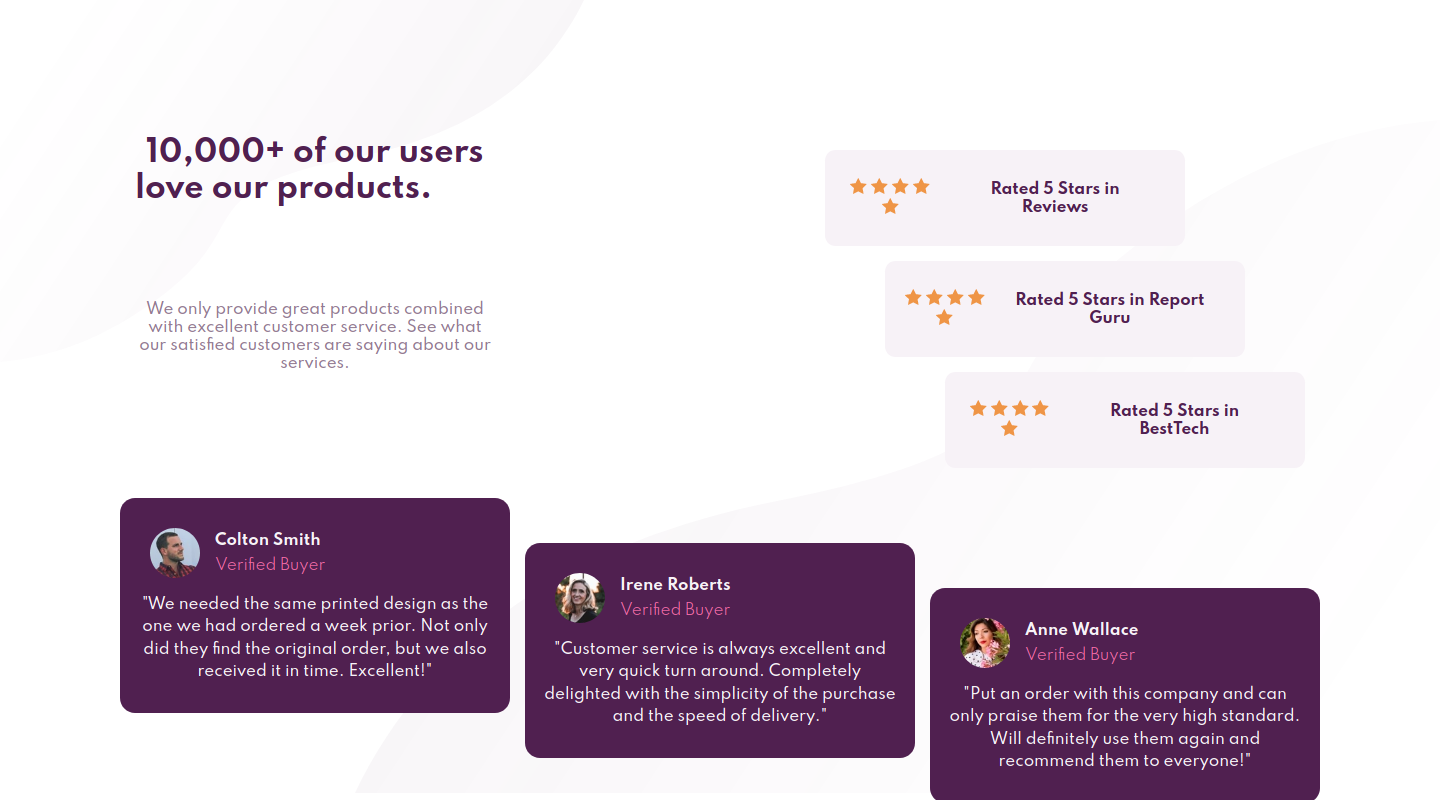 10,000+ of our users
love our products.
We only provide great products combined
with excellent customer service. See what
our satisfied customers are saying about our
services.
Rated 5 Stars in
Reviews
Rated 5 Stars in Report
Guru
Rated 5 Stars in
BestTech
Colton Smith
Verified Buyer
"We needed the same printed design as the
one we had ordered a week prior. Not only
did they find the original order, but we also
received it in time. Excellent!"
Irene Roberts
Verified Buyer
"Customer service is always excellent and
very quick turn around. Completely
delighted with the simplicity of the purchase
and the speed of delivery."
Anne Wallace
Verified Buyer
"Put an order with this company and can
only praise them for the very high standard.
Will definitely use them again and
recommend them to everyone!"